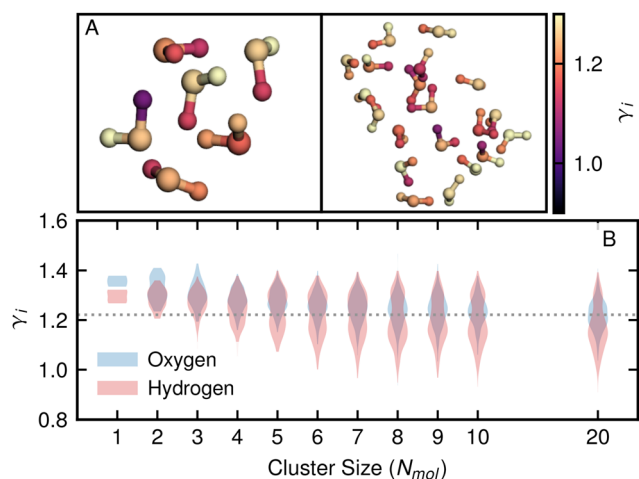 A
1.2
1.0
γi
B
1.6
1.4
1.2
1.0
0.8
γi
Oxygen
Hydrogen
1 2 3 4 5 6 7 8 9 10 20
Cluster Size (Nmol)